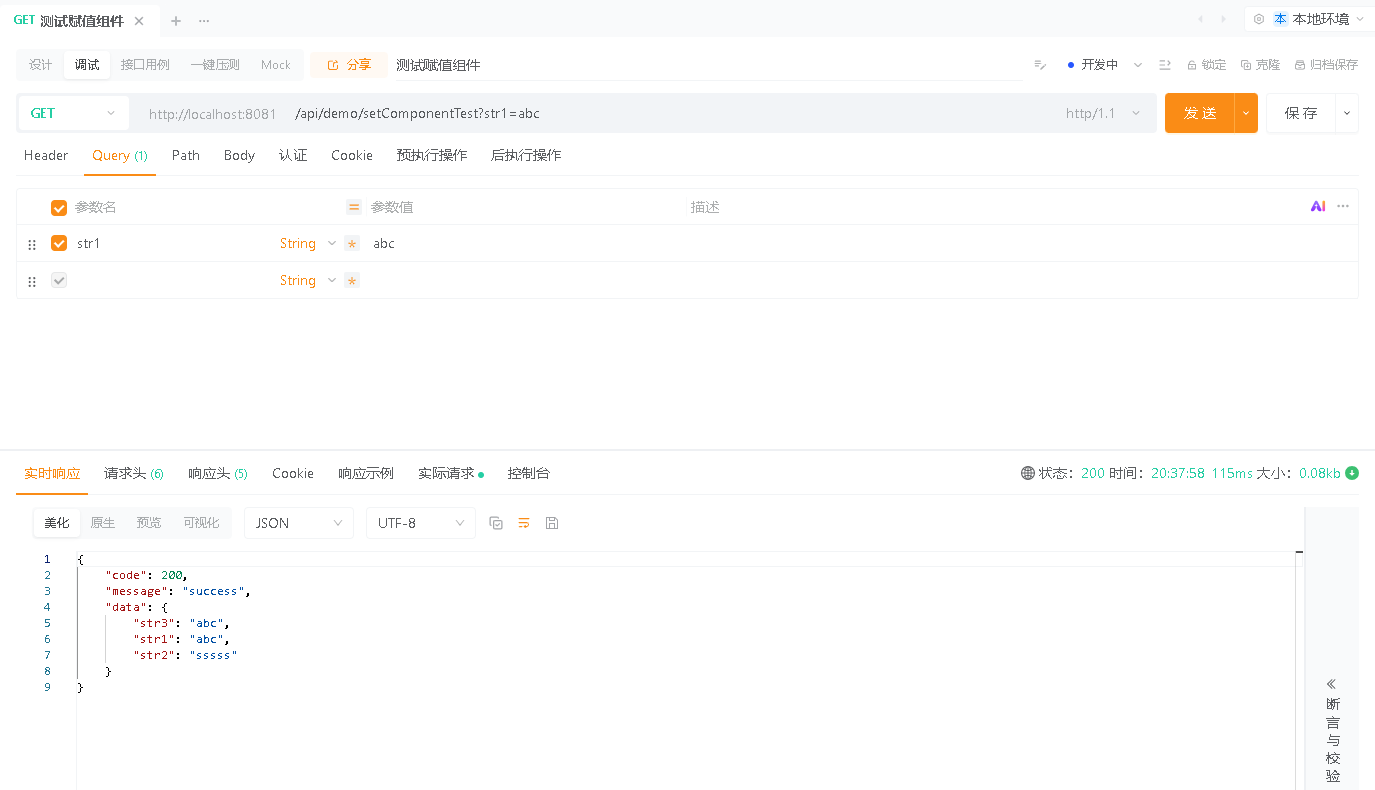 GET 测试赋值组件 × + ··· 本 本地环境
设计 调试 接口用例 一键压测 Mock 分享 测试赋值组件 开发中 锁定 克隆 归档保存
GET http://localhost:8081 /api/demo/setComponentTest?str1=abc http/1.1 发 送 保 存
Header Query (1) Path Body 认证 Cookie 预执行操作 后执行操作
参数名 = 参数值 描述 AI ···
str1 String * abc
String *
实时响应 请求头 (6) 响应头 (5) Cookie 响应示例 实际请求 控制台 状态: 200 时间: 20:37:58 115ms 大小: 0.08kb
美化 原生 预览 可视化 JSON UTF-8
1 {
2 "code": 200,
3 "message": "success",
4 "data": {
5 "str3": "abc",
6 "str1": "abc",
7 "str2": "sssss"
8 }
9 }
断言与校验